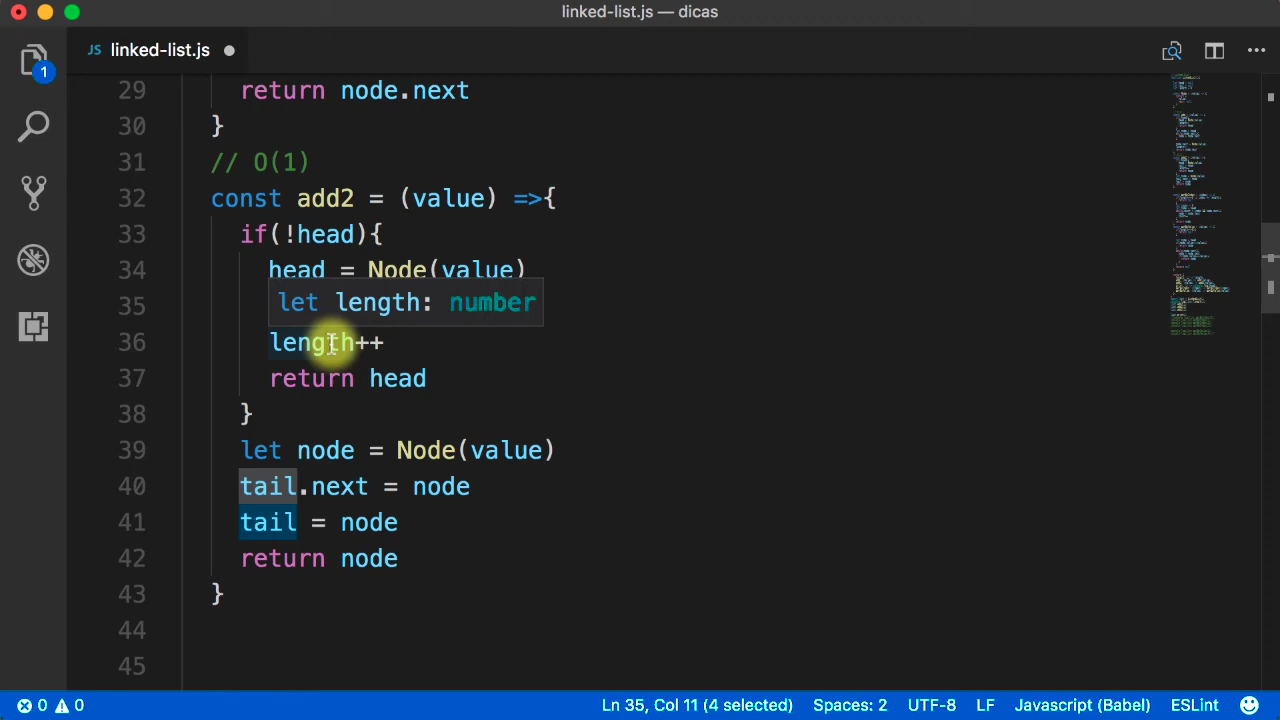 linked-list.js — dicas
JS linked-list.js
1
29 return node.next
30 }
31 // O(1)
32 const add2 = (value) =>{
33 if(!head){
34 head = Node(value)
let length: number
35
36 length++
37 return head
38 }
39 let node = Node(value)
40 tail.next = node
41 tail = node
42 return node
43 }
44
45
0 0 Ln 35, Col 11 (4 selected) Spaces: 2 UTF-8 LF Javascript (Babel) ESLint